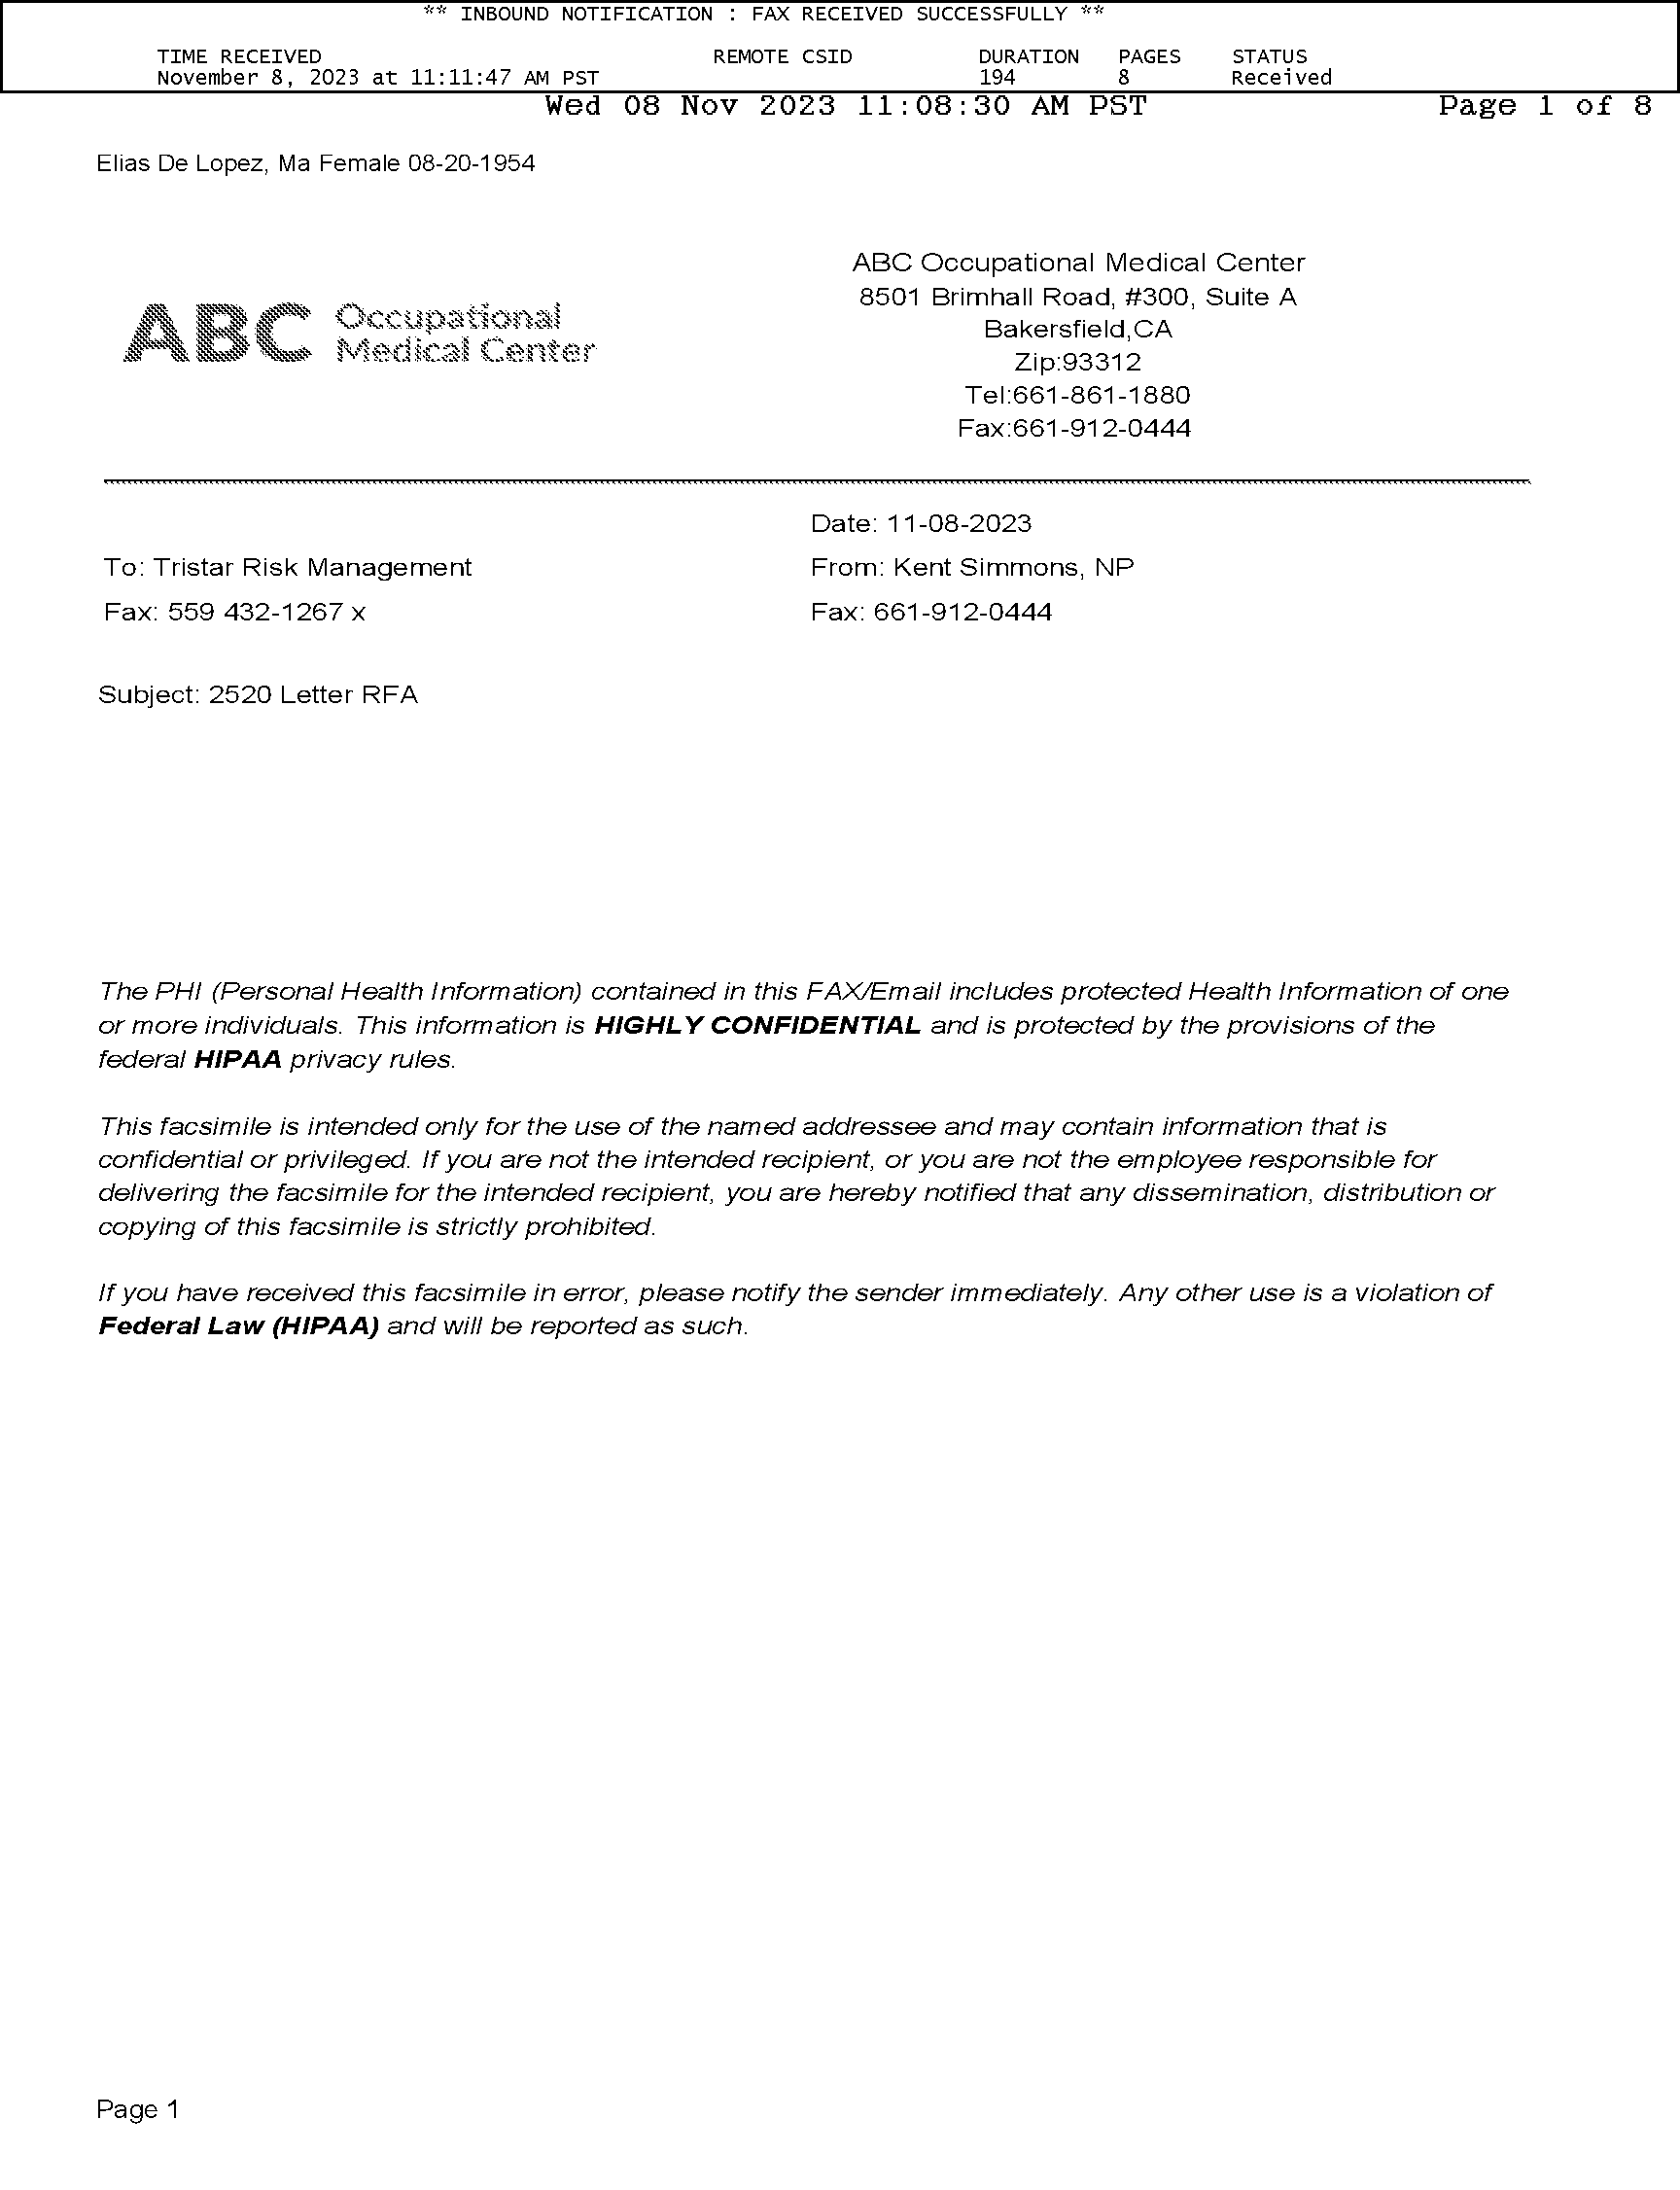 ** INBOUND NOTIFICATION : FAX RECEIVED SUCCESSFULLY **
TIME RECEIVED REMOTE CSID DURATION PAGES STATUS
November 8, 2023 at 11:11:47 AM PST 194 8 Received
Wed 08 Nov 2023 11:08:30 AM PST Page 1 of 8
Elias De Lopez, Ma Female 08-20-1954
ABC Occupational Medical Center
8501 Brimhall Road, #300, Suite A
Bakersfield,CA
Zip:93312
Tel:661-861-1880
Fax:661-912-0444
ABC Occupational
Medical Center
Date: 11-08-2023
To: Tristar Risk Management From: Kent Simmons, NP
Fax: 559 432-1267 x Fax: 661-912-0444
Subject: 2520 Letter RFA
The PHI (Personal Health Information) contained in this FAX/Email includes protected Health Information of one
or more individuals. This information is HIGHLY CONFIDENTIAL and is protected by the provisions of the
federal HIPAA privacy rules.
This facsimile is intended only for the use of the named addressee and may contain information that is
confidential or privileged. If you are not the intended recipient, or you are not the employee responsible for
delivering the facsimile for the intended recipient, you are hereby notified that any dissemination, distribution or
copying of this facsimile is strictly prohibited.
If you have received this facsimile in error, please notify the sender immediately. Any other use is a violation of
Federal Law (HIPAA) and will be reported as such.
Page 1